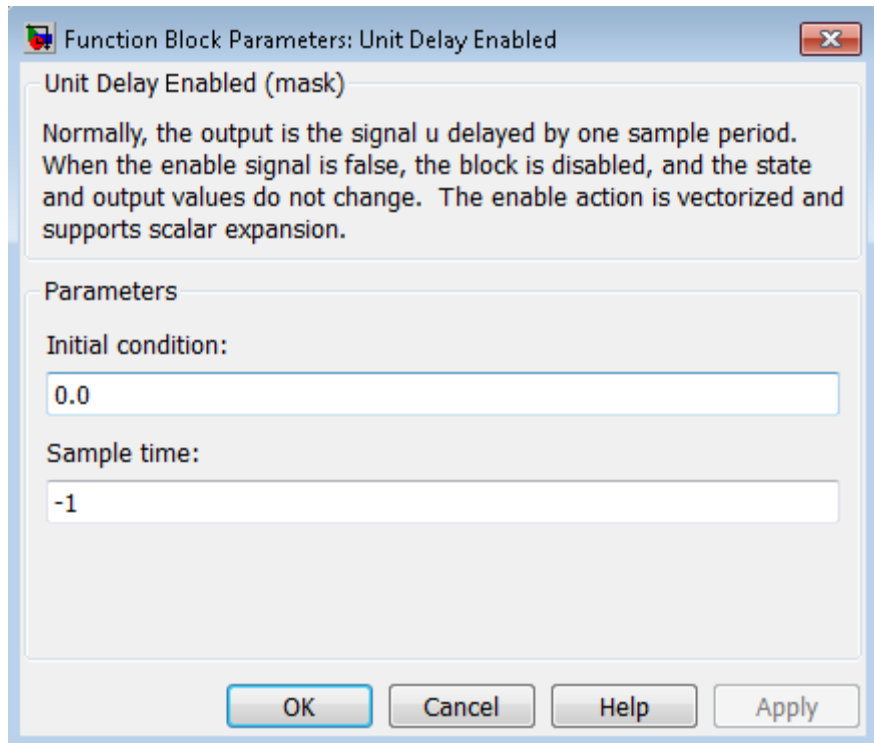 Function Block Parameters: Unit Delay Enabled
Unit Delay Enabled (mask)
Normally, the output is the signal u delayed by one sample period.
When the enable signal is false, the block is disabled, and the state
and output values do not change.  The enable action is vectorized and
supports scalar expansion.
Parameters
Initial condition:
0.0
Sample time:
-1
OK Cancel Help Apply